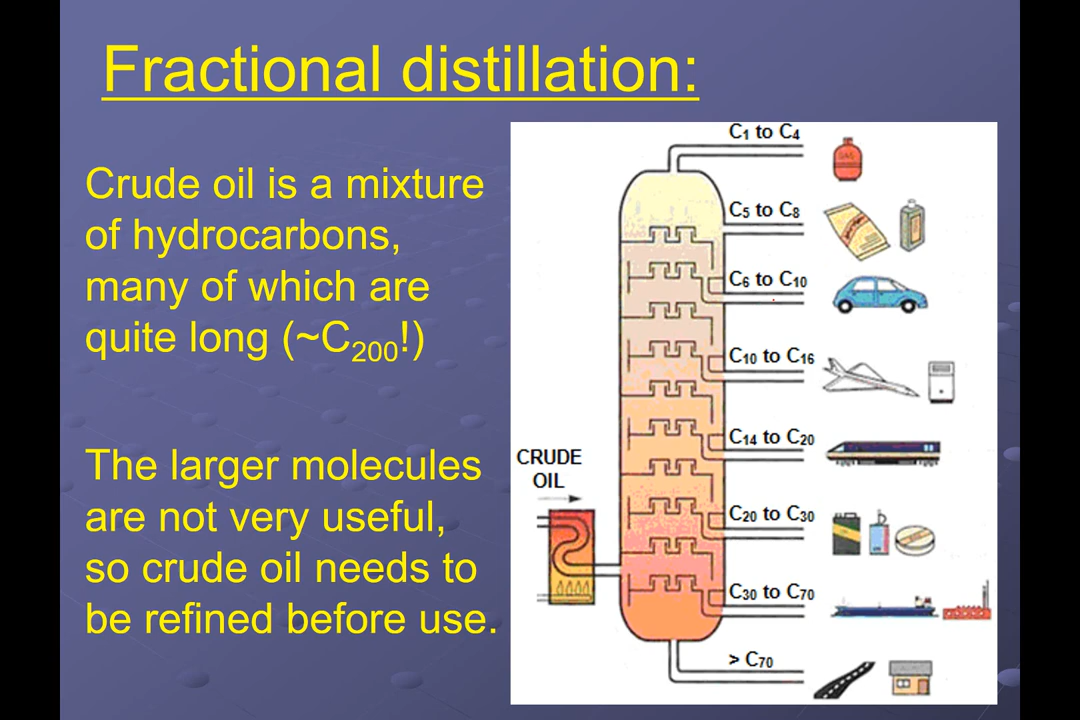 Fractional distillation:
Crude oil is a mixture
of hydrocarbons,
many of which are
quite long (~C₂₀₀!)
The larger molecules
are not very useful,
so crude oil needs to
be refined before use.
C₁ to C₄
GAS
C₅ to C₈
C₆ to C₁₀
C₁₀ to C₁₆
C₁₄ to C₂₀
CRUDE
OIL
C₂₀ to C₃₀
C₃₀ to C₇₀
> C₇₀